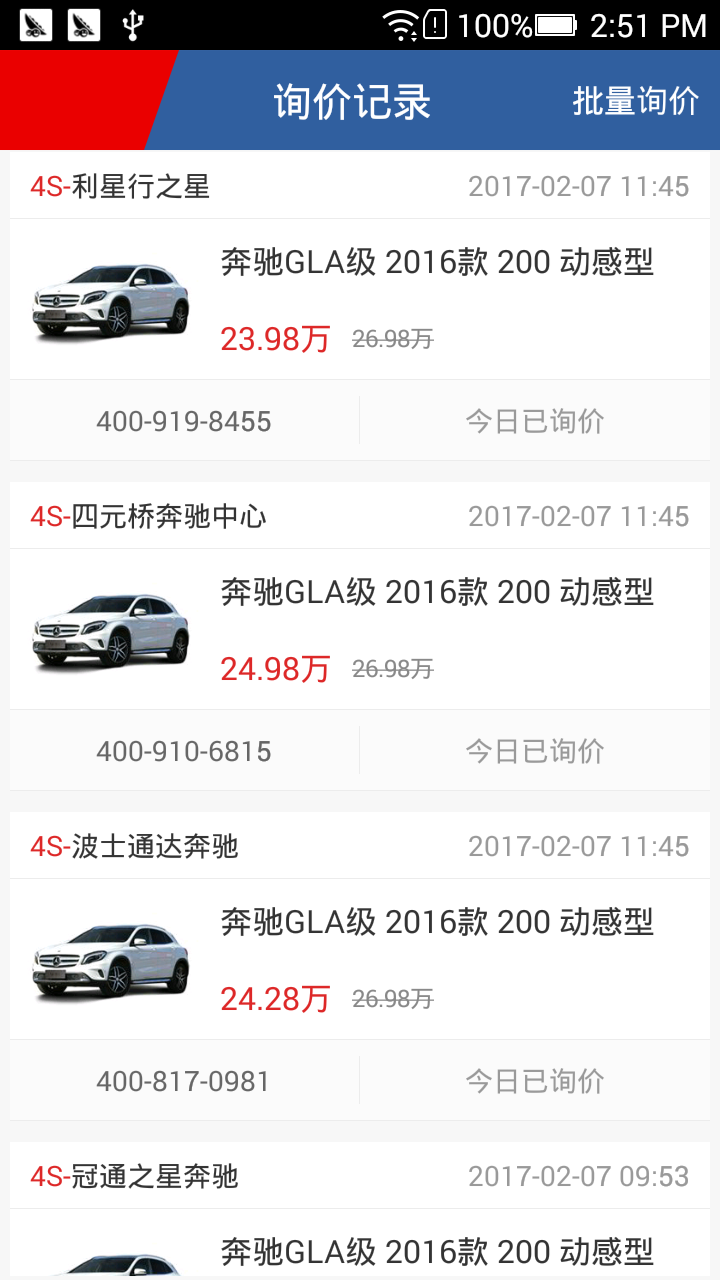 100% 2:51 PM
询价记录 批量询价
4S-利星行之星 2017-02-07 11:45
奔驰GLA级 2016款 200 动感型
23.98万 26.98万
400-919-8455 今日已询价
4S-四元桥奔驰中心 2017-02-07 11:45
奔驰GLA级 2016款 200 动感型
24.98万 26.98万
400-910-6815 今日已询价
4S-波士通达奔驰 2017-02-07 11:45
奔驰GLA级 2016款 200 动感型
24.28万 26.98万
400-817-0981 今日已询价
4S-冠通之星奔驰 2017-02-07 09:53
奔驰GLA级 2016款 200 动感型